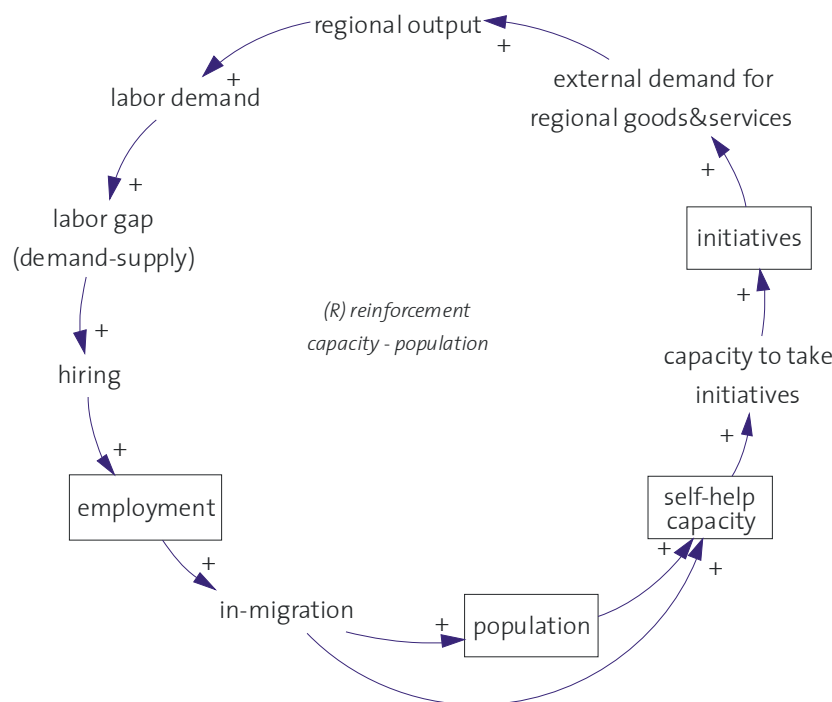 regional output
+
+
labor demand
external demand for
regional goods&services
+
+
labor gap
(demand-supply)
initiatives
+
+
(R) reinforcement
capacity - population
hiring
capacity to take
initiatives
+
+
employment
self-help
capacity
+
+
+
in-migration
+
population